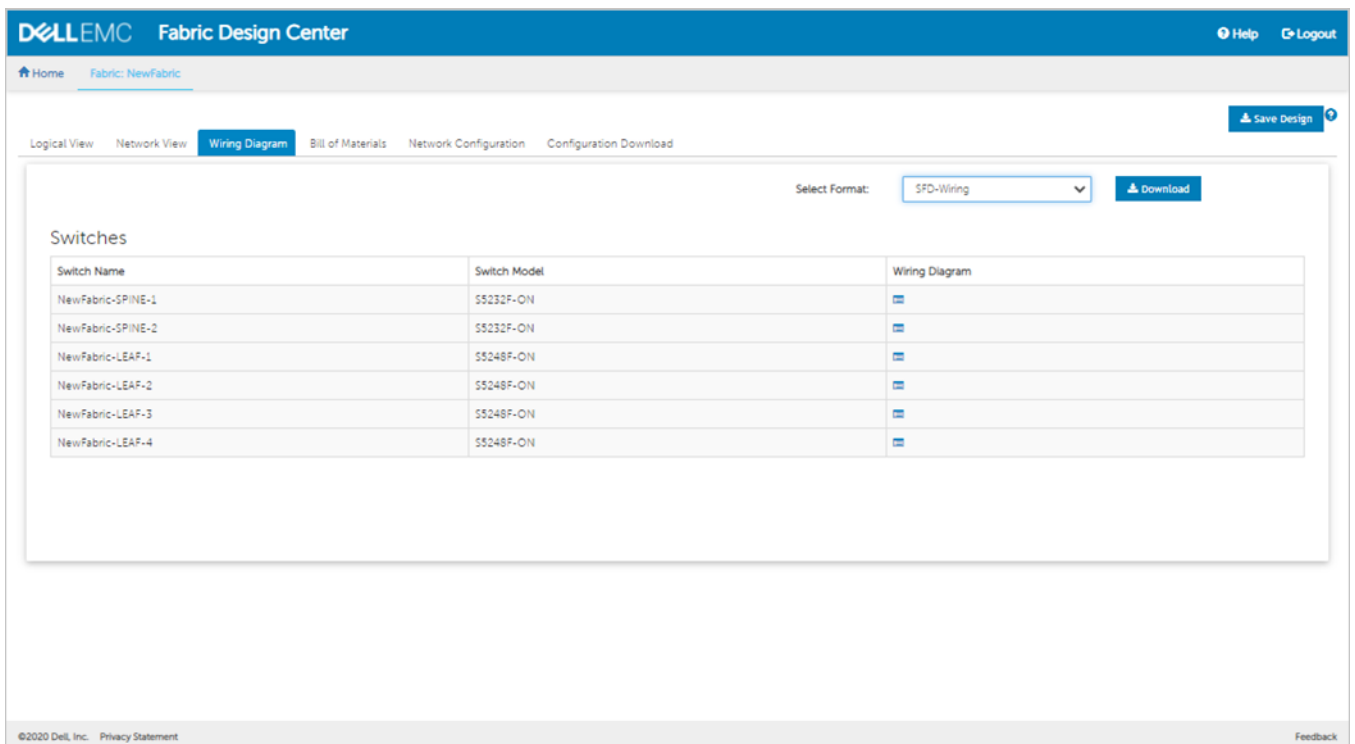 DELLEMC Fabric Design Center Help Logout
Home Fabric: NewFabric
Save Design
Logical View Network View Wiring Diagram Bill of Materials Network Configuration Configuration Download
Select Format: SFD-Wiring Download
Switches
Switch Name Switch Model Wiring Diagram
NewFabric-SPINE-1 S5232F-ON
NewFabric-SPINE-2 S5232F-ON
NewFabric-LEAF-1 S5248F-ON
NewFabric-LEAF-2 S5248F-ON
NewFabric-LEAF-3 S5248F-ON
NewFabric-LEAF-4 S5248F-ON
©2020 Dell, Inc. Privacy Statement Feedback